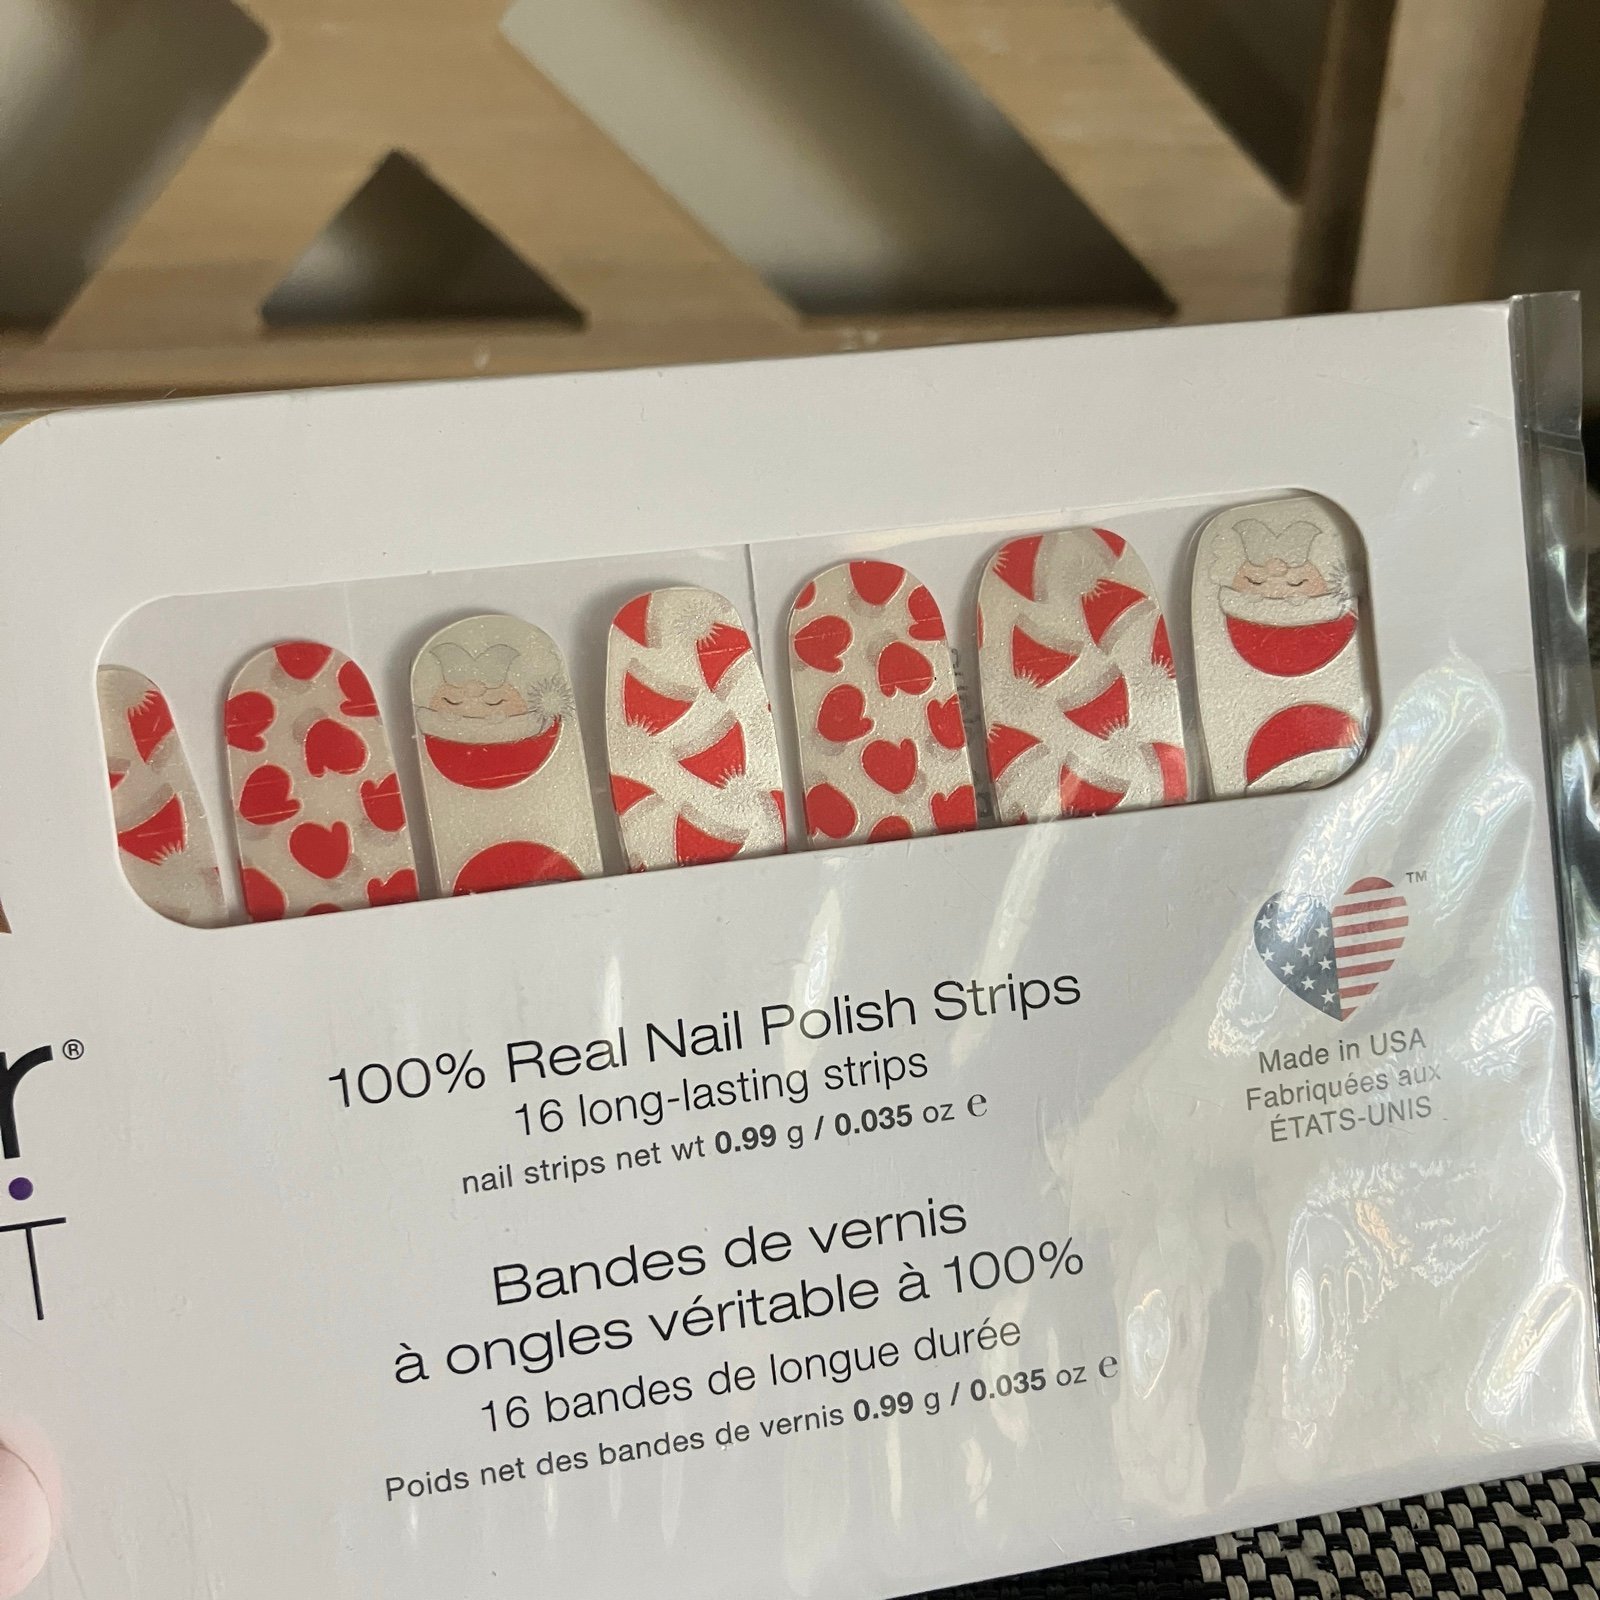 r®
T
100% Real Nail Polish Strips
16 long-lasting strips
nail strips net wt 0.99 g / 0.035 oz ℮
Bandes de vernis
à ongles véritable à 100%
16 bandes de longue durée
Poids net des bandes de vernis 0.99 g / 0.035 oz ℮
TM
Made in USA
Fabriquées aux
ÉTATS-UNIS